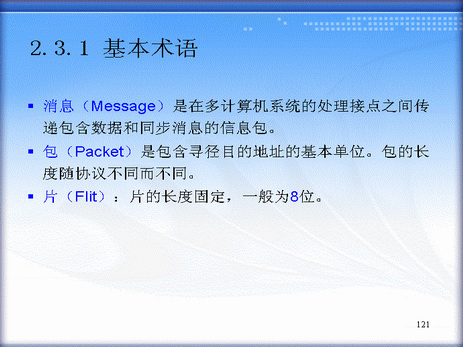 2.3.1 基本术语
消息（Message）是在多计算机系统的处理接点之间传
递包含数据和同步消息的信息包。
包（Packet）是包含寻径目的地址的基本单位。包的长
度随协议不同而不同。
片（Flit）：片的长度固定，一般为8位。
121